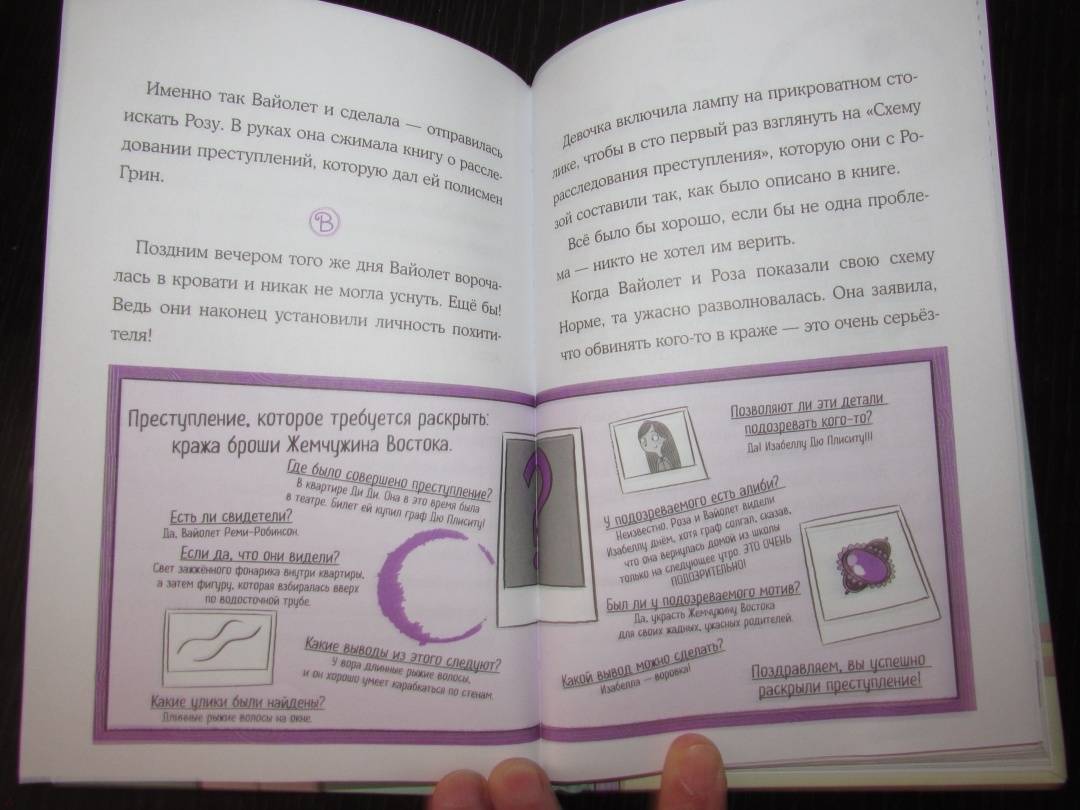 Именно так Вайолет и сделала — отправилась
искать Розу. В руках она сжимала книгу о рассле-
довании преступлений, которую дал ей полисмен
Грин.
В
Поздним вечером того же дня Вайолет вороча-
лась в кровати и никак не могла уснуть. Ещё бы!
Ведь они наконец установили личность похити-
теля!
Преступление, которое требуется раскрыть:
кража броши Жемчужина Востока.
Где было совершено преступление?
В квартире Ди Ди. Она в это время была
в театре. Билет ей купил граф Дю Плиситу!
Есть ли свидетели?
Да, Вайолет Реми-Робинсон.
Если да, что они видели?
Свет зажжённого фонарика внутри квартиры,
а затем фигуру, которая взбиралась вверх
по водосточной трубе.
Какие выводы из этого следуют?
У вора длинные рыжие волосы,
и он хорошо умеет карабкаться по стенам.
Какие улики были найдены?
Длинные рыжие волосы на окне.
Девочка включила лампу на прикроватном сто-
лике, чтобы в сто первый раз взглянуть на «Схему
расследования преступления», которую они с Ро-
зой составили так, как было описано в книге.
Всё было бы хорошо, если бы не одна пробле-
ма — никто не хотел им верить.
Когда Вайолет и Роза показали свою схему
Норме, та ужасно разволновалась. Она заявила,
что обвинять кого-то в краже — это очень серьёз-
?
Позволяют ли эти детали
подозревать кого-то?
Да! Изабеллу Дю Плиситу!!!
У подозреваемого есть алиби?
Неизвестно. Роза и Вайолет видели
Изабеллу днём, хотя граф солгал, сказав,
что она вернулась домой из школы
только на следующее утро. ЭТО ОЧЕНЬ
ПОДОЗРИТЕЛЬНО!
Был ли у подозреваемого мотив?
Да, украсть Жемчужину Востока
для своих жадных, ужасных родителей.
Какой вывод можно сделать?
Изабелла — воровка!
Поздравляем, вы успешно
раскрыли преступление!